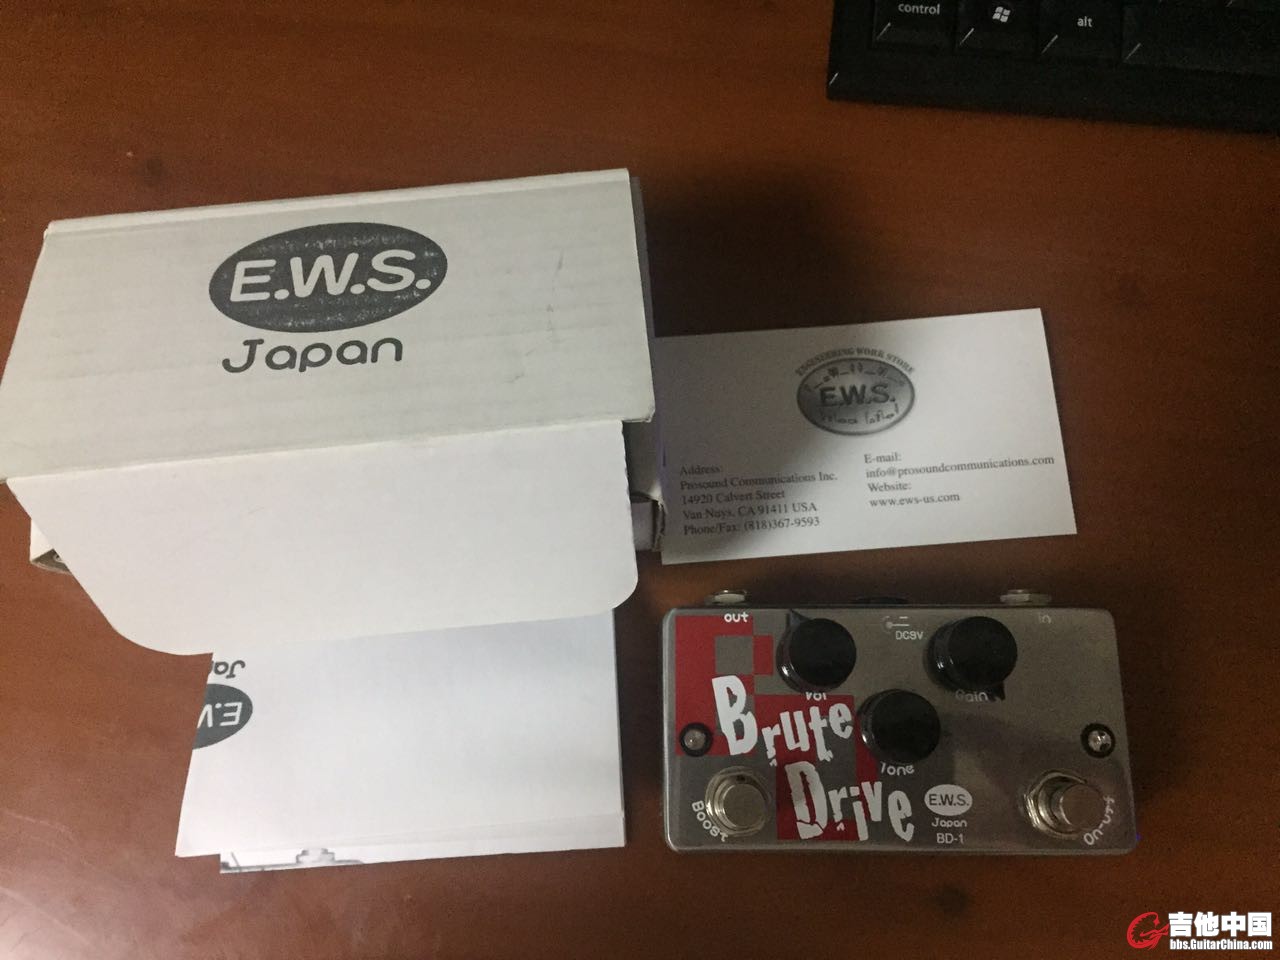 control
alt
E.W.S.
Japan
ENGINEERING WORK STORE
E.W.S.
Address:
Prosound Communications Inc.
14920 Calvert Street
Van Nuys, CA 91411 USA
Phone/Fax: (818)367-9593
E-mail:
info@prosoundcommunications.com
Website:
www.ews-us.com
out
DC9V
in
Vol
Gain
Tone
Brute
Drive
Boost
E.W.S.
Japan
BD-1
On-Off
吉他中国
bbs.GuitarChina.com